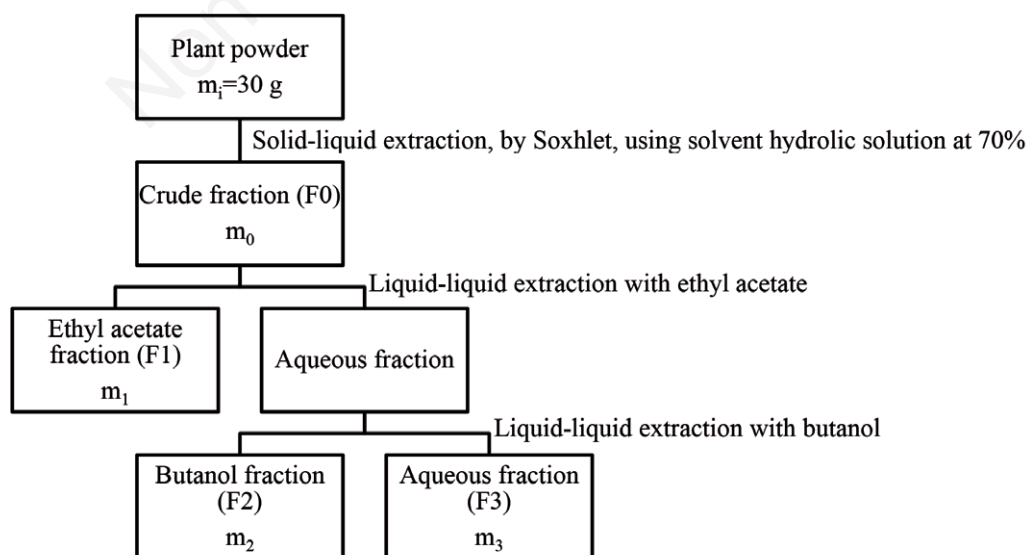 Non
Plant powder
mᵢ=30 g
Solid-liquid extraction, by Soxhlet, using solvent hydrolic solution at 70%
Crude fraction (F0)
m₀
Liquid-liquid extraction with ethyl acetate
Ethyl acetate
fraction (F1)
m₁
Aqueous fraction
Liquid-liquid extraction with butanol
Butanol fraction
(F2)
m₂
Aqueous fraction
(F3)
m₃